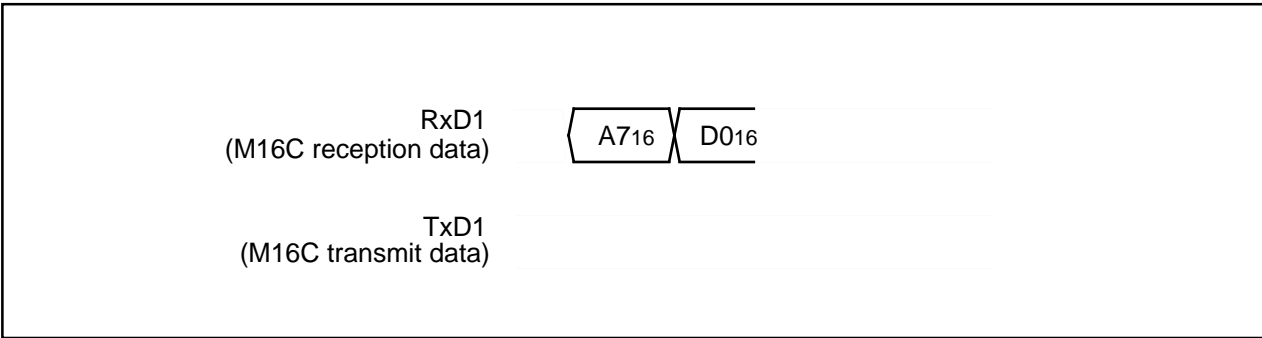 RxD1
(M16C reception data)
A716 D016
TxD1
(M16C transmit data)